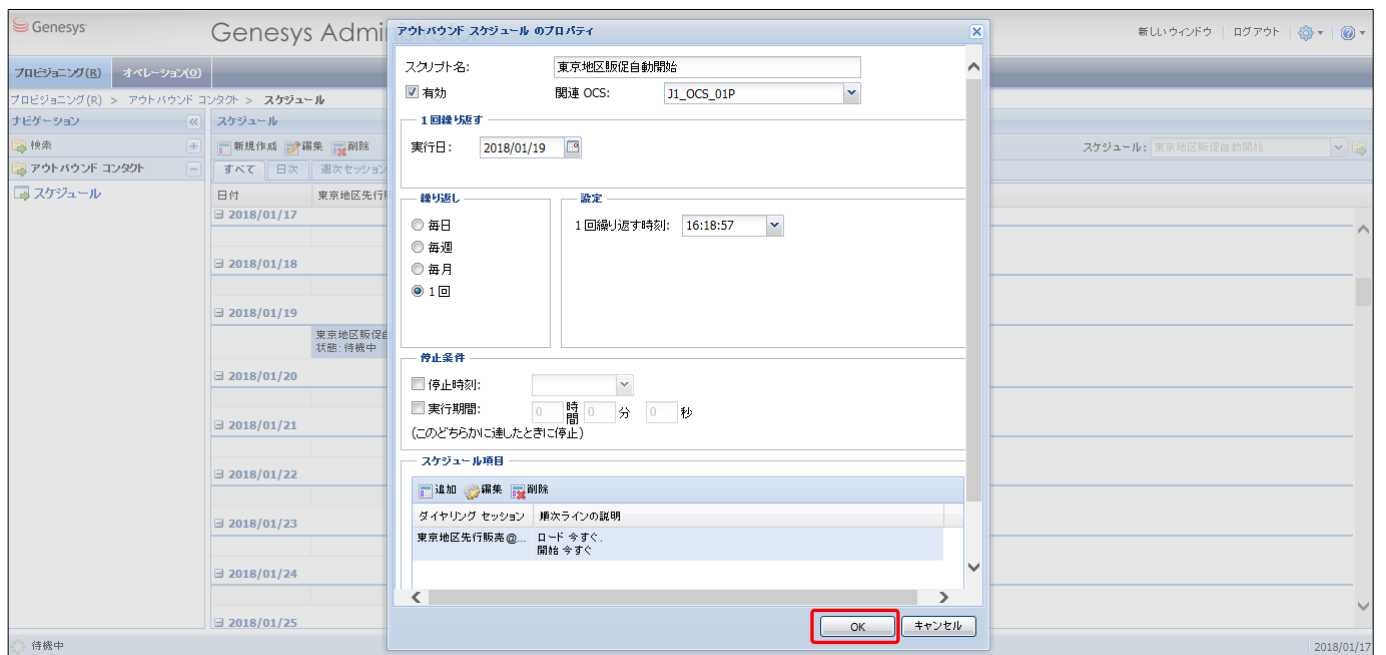 Genesys
Genesys Admi
新しいウィンドウ
ログアウト
プロビジョニング(R)
オペレーション(O)
プロビジョニング (R) > アウトバウンド コンタクト > スケジュール
ナビゲーション
検索
アウトバウンド コンタクト
スケジュール
スケジュール
新規作成 編集 削除
スケジュール: 東京地区販促自動開始
すべて 日次 週次セッション
日付 東京地区先行
2018/01/17
2018/01/18
2018/01/19
東京地区販促自
状態: 待機中
2018/01/20
2018/01/21
2018/01/22
2018/01/23
2018/01/24
2018/01/25
アウトバウンド スケジュール のプロパティ
スクリプト名: 東京地区販促自動開始
有効 関連 OCS: J1_OCS_01P
1回繰り返す
実行日: 2018/01/19
繰り返し
毎日
毎週
毎月
1回
設定
1回繰り返す時刻: 16:18:57
停止条件
停止時刻:
実行期間: 0 時間 0 分 0 秒
(このどちらかに達したときに停止)
スケジュール項目
追加 編集 削除
ダイヤリング セッション 順次ラインの説明
東京地区先行販売@... ロード 今すぐ.
開始 今すぐ
OK キャンセル
待機中
2018/01/17